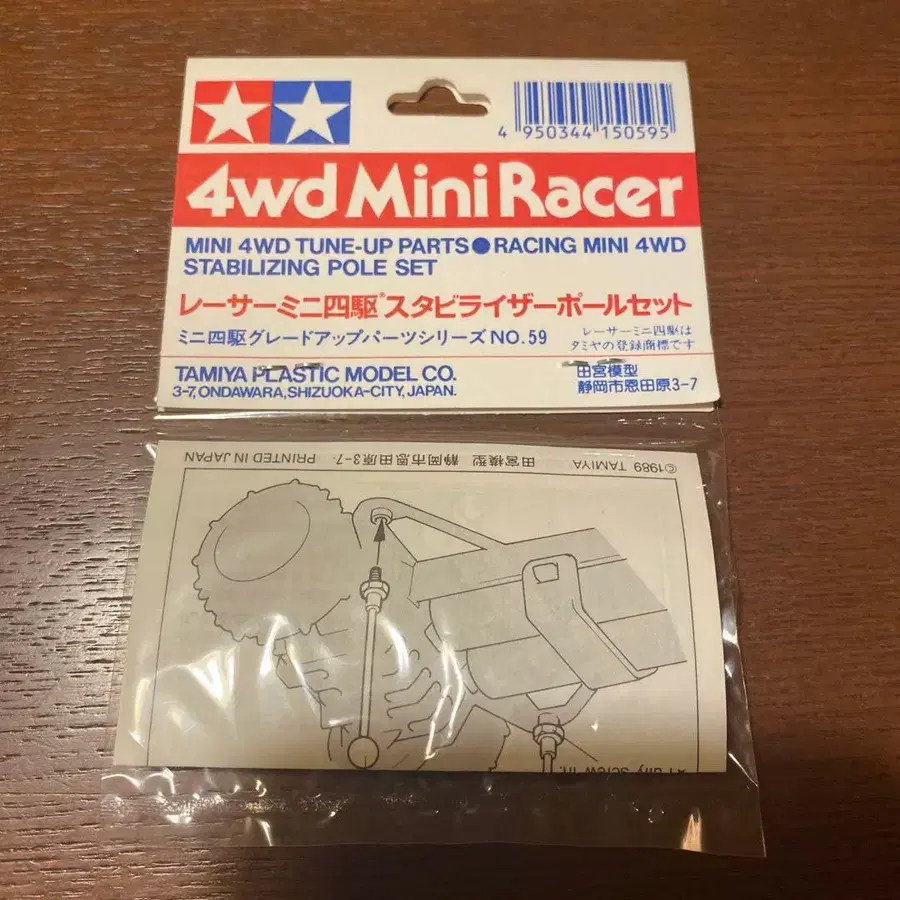 4 950344 150595
4wd Mini Racer
MINI 4WD TUNE-UP PARTS●RACING MINI 4WD
STABILIZING POLE SET
レーサーミニ四駆®スタビライザーポールセット
ミニ四駆グレードアップパーツシリーズ NO.59
レーサーミニ四駆は
タミヤの登録商標です
TAMIYA PLASTIC MODEL CO.
3-7, ONDAWARA, SHIZUOKA-CITY, JAPAN.
田宮模型
静岡市恩田原3-7
©1989 TAMIYA 田宮模型 静岡市恩田原3-7. PRINTED IN JAPAN
★Fully screw in.